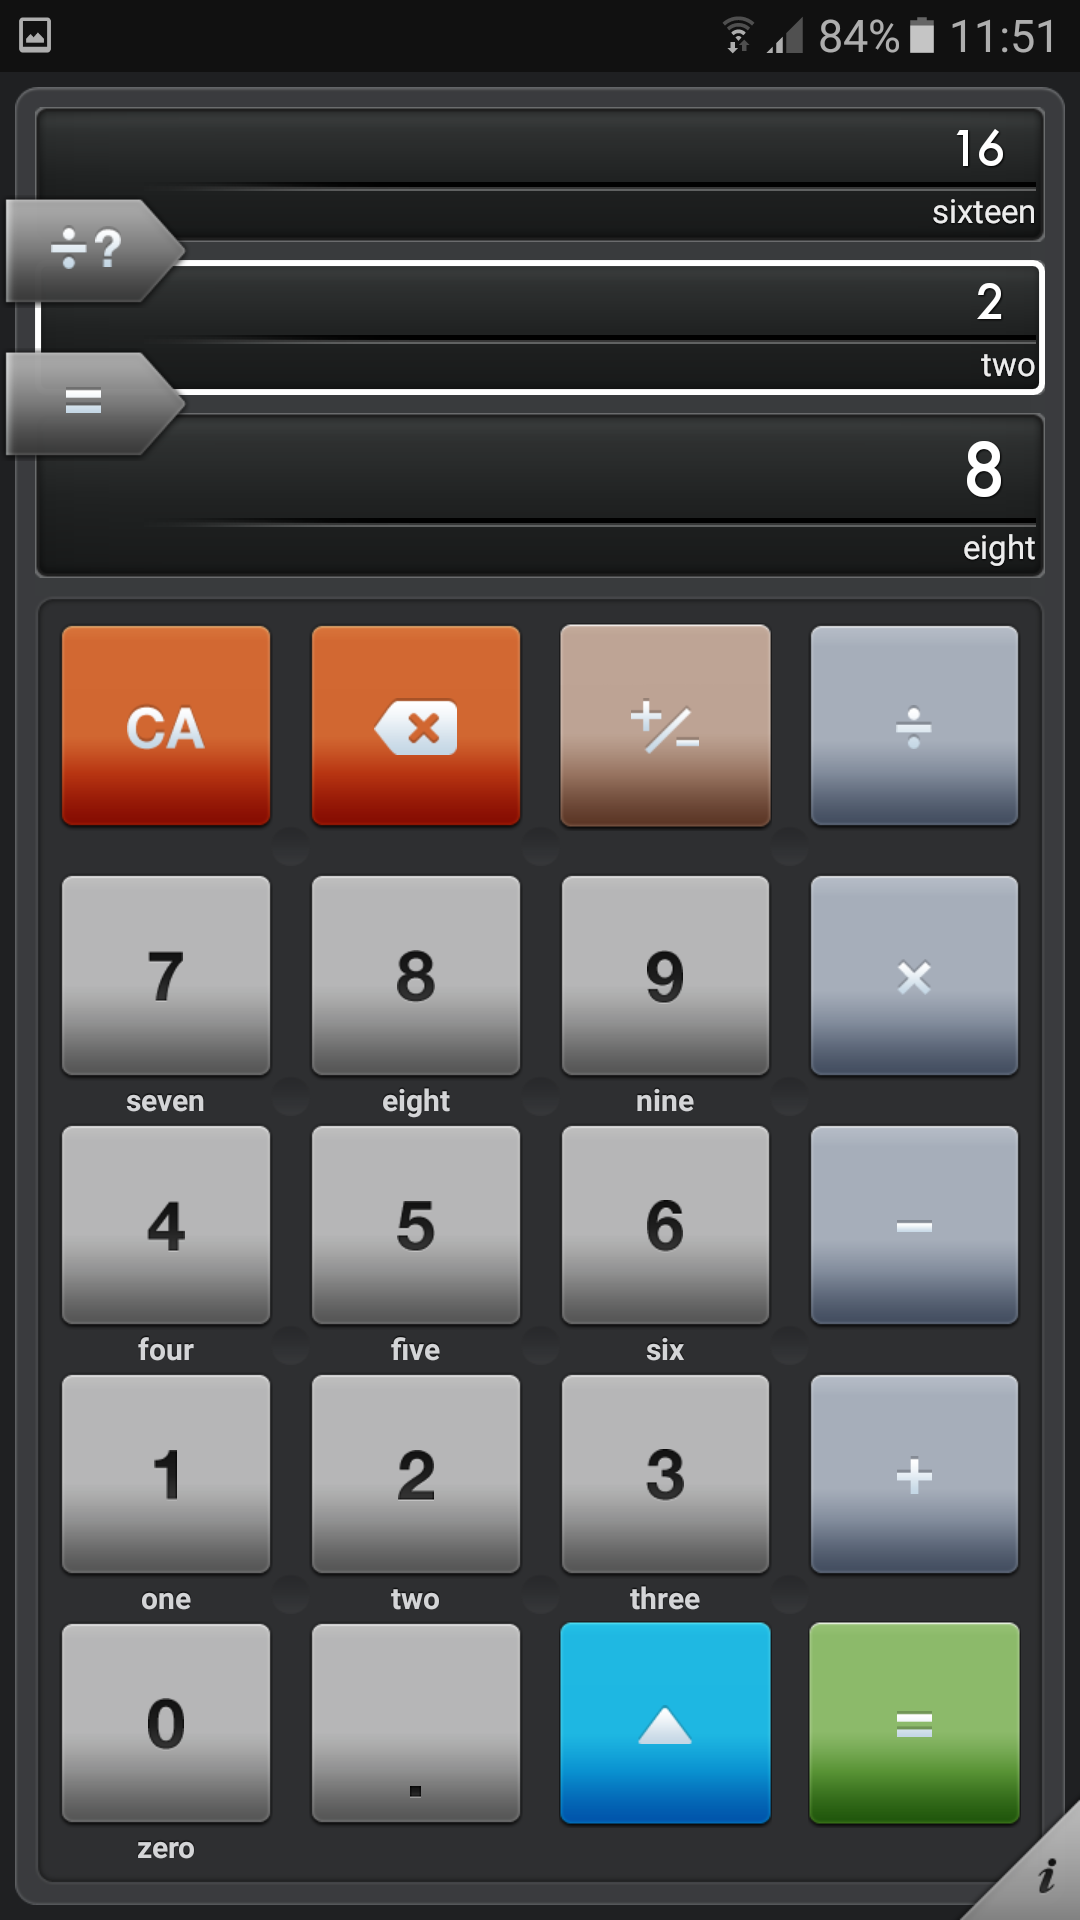 84% 11:51
16
sixteen
÷?
2
two
=
8
eight
CA +/− ÷
7 8 9 ×
seven eight nine
4 5 6 −
four five six
1 2 3 +
one two three
0 . =
zero
i